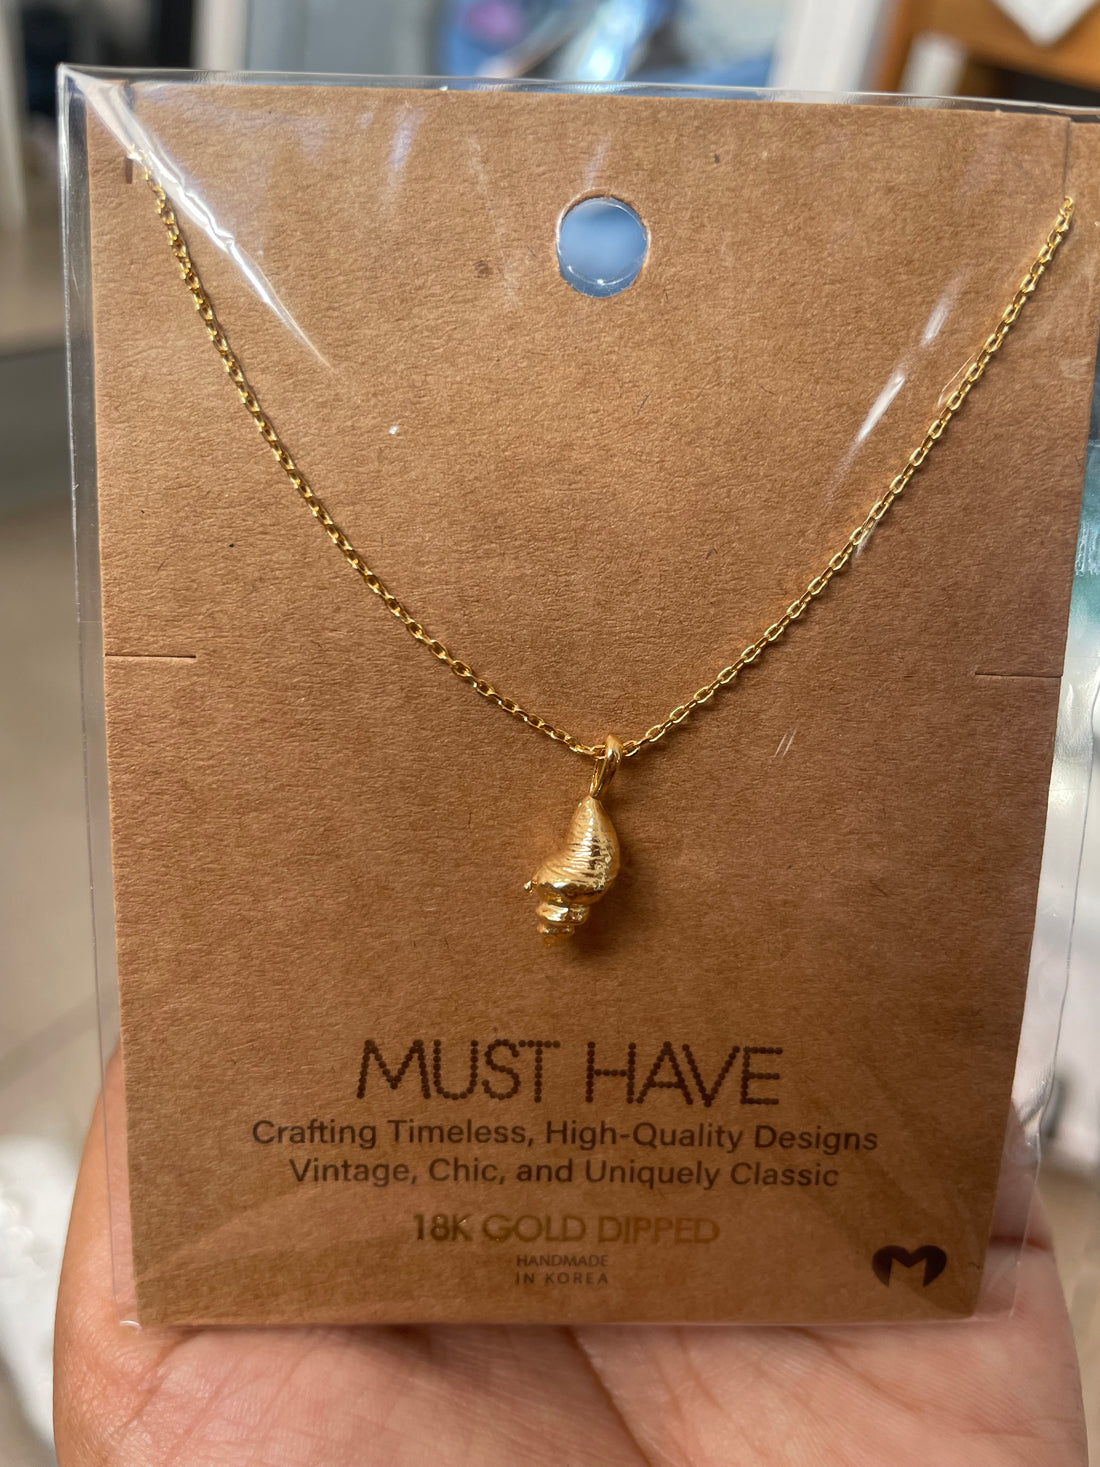 MUST HAVE
Crafting Timeless, High-Quality Designs
Vintage, Chic, and Uniquely Classic
18K GOLD DIPPED
HANDMADE
IN KOREA
M